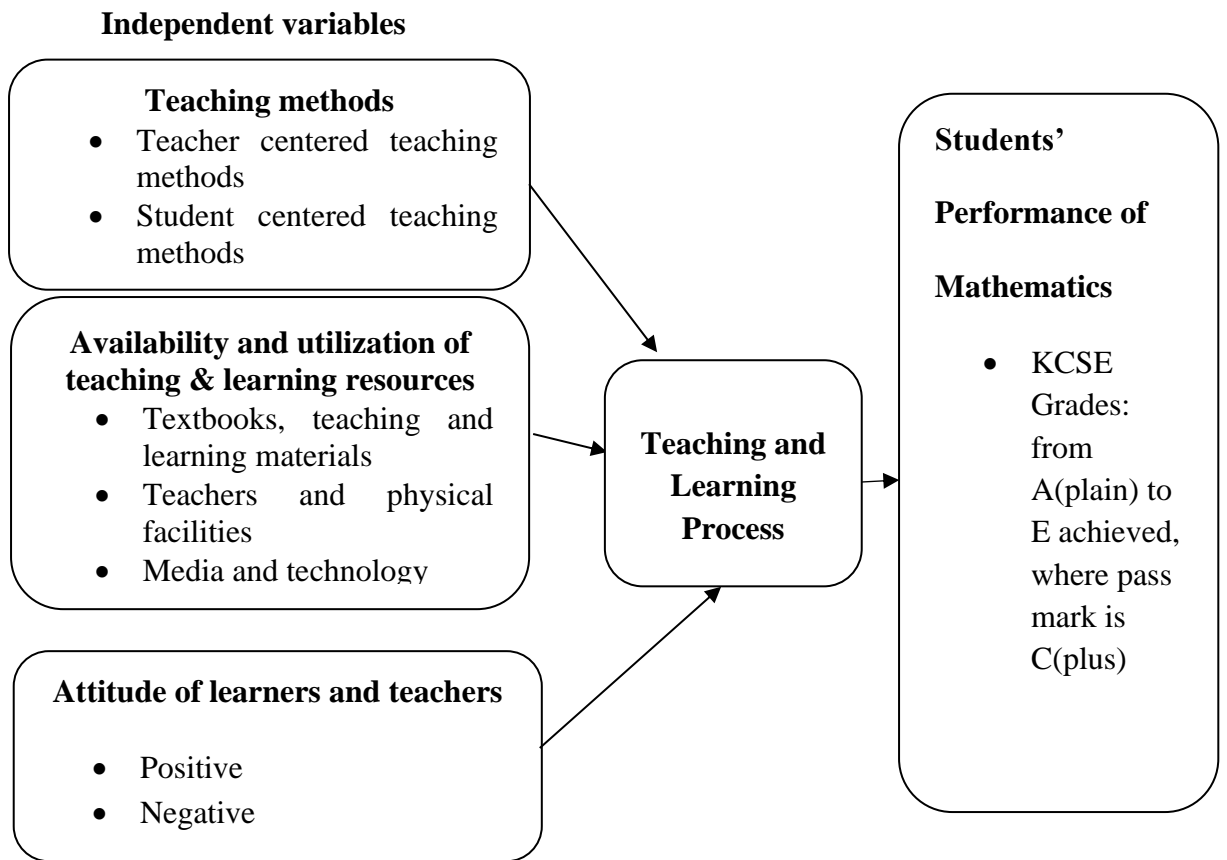 Independent variables
Teaching methods
• Teacher centered teaching
methods
• Student centered teaching
methods
Availability and utilization of
teaching & learning resources
• Textbooks, teaching and
learning materials
• Teachers and physical
facilities
• Media and technology
Attitude of learners and teachers
• Positive
• Negative
Teaching and
Learning
Process
Students’
Performance of
Mathematics
• KCSE
Grades:
from
A(plain) to
E achieved,
where pass
mark is
C(plus)